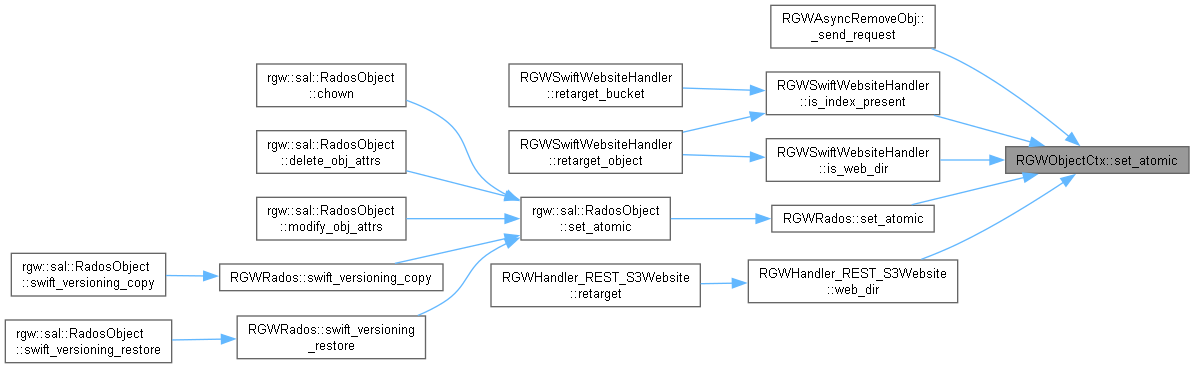 RGWAsyncRemoveObj::
_send_request
rgw::sal::RadosObject
::chown
RGWSwiftWebsiteHandler
::retarget_bucket
RGWSwiftWebsiteHandler
::is_index_present
rgw::sal::RadosObject
::delete_obj_attrs
RGWSwiftWebsiteHandler
::retarget_object
RGWSwiftWebsiteHandler
::is_web_dir
RGWObjectCtx::set_atomic
rgw::sal::RadosObject
::modify_obj_attrs
rgw::sal::RadosObject
::set_atomic
RGWRados::set_atomic
rgw::sal::RadosObject
::swift_versioning_copy
RGWRados::swift_versioning_copy
RGWHandler_REST_S3Website
::retarget
RGWHandler_REST_S3Website
::web_dir
rgw::sal::RadosObject
::swift_versioning_restore
RGWRados::swift_versioning
_restore